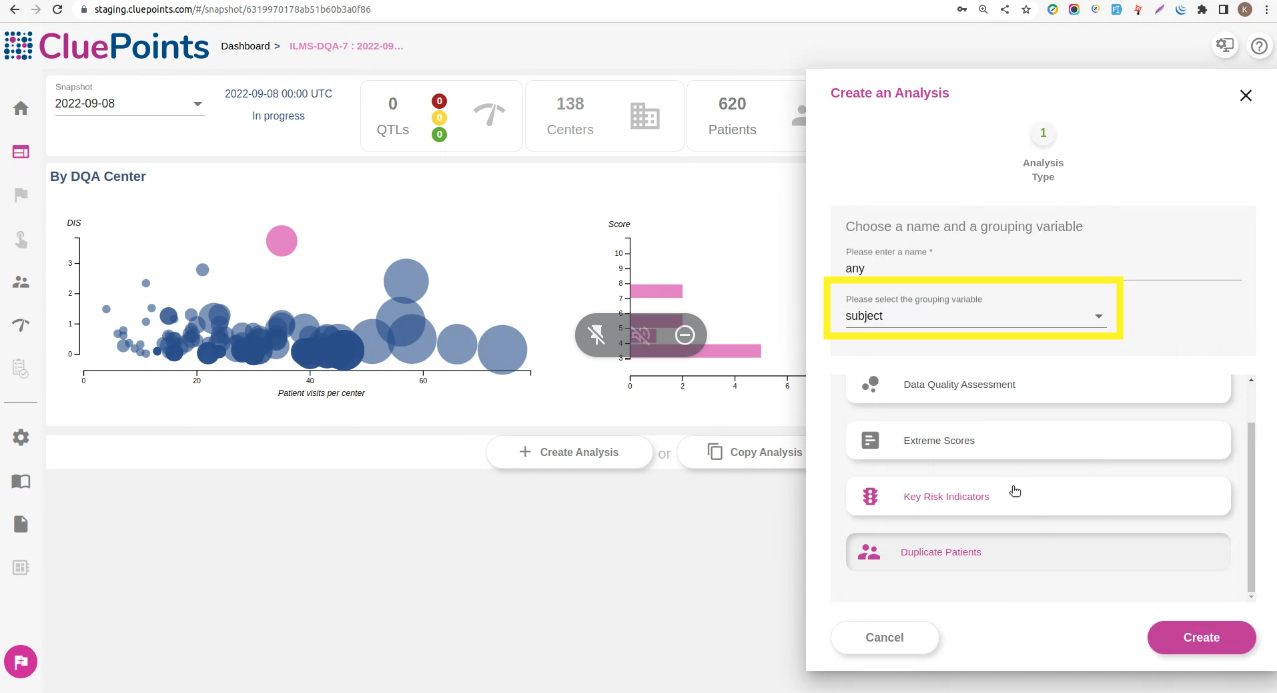 staging.cluepoints.com/#/snapshot/6319970178ab51b60b3a0f86
K
CluePoints
Dashboard > ILMS-DQA-7 : 2022-09...
Snapshot
2022-09-08
2022-09-08 00:00 UTC
In progress
0
QTLs
0
0
0
138
Centers
620
Patients
By DQA Center
DIS
3
2
1
0
0
20
40
60
Patient visits per center
Score
10
9
8
7
6
5
4
3
0
2
4
6
Create Analysis
or
Copy Analysis
Create an Analysis
1
Analysis
Type
Choose a name and a grouping variable
Please enter a name *
any
Please select the grouping variable
subject
Data Quality Assessment
Extreme Scores
Key Risk Indicators
Duplicate Patients
Cancel
Create